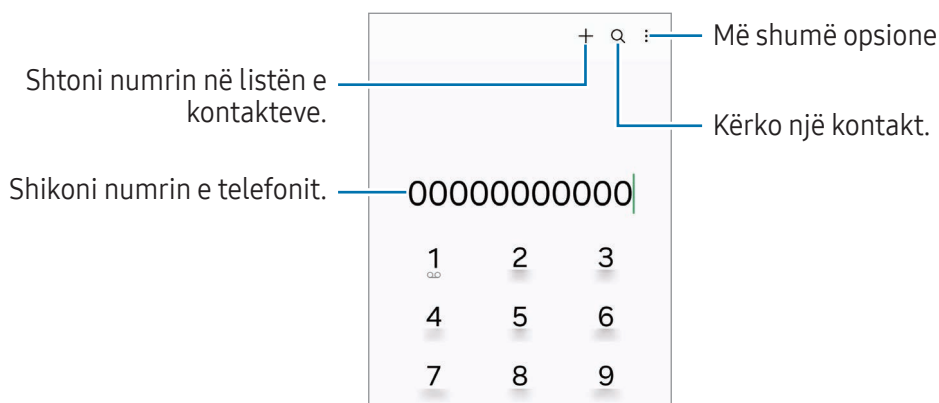 Më shumë opsione
Shtoni numrin në listën e
kontakteve.
Kërko një kontakt.
Shikoni numrin e telefonit.
00000000000
1 2 3
4 5 6
7 8 9